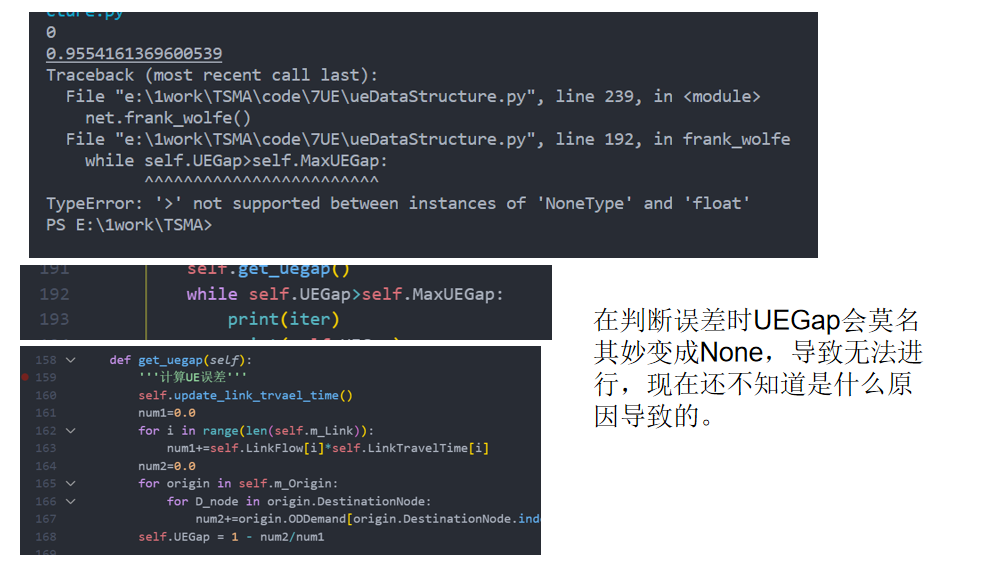 cture.py
0
0.9554161369600539
Traceback (most recent call last):
  File "e:\1work\TSMA\code\7UE\ueDataStructure.py", line 239, in <module>
    net.frank_wolfe()
  File "e:\1work\TSMA\code\7UE\ueDataStructure.py", line 192, in frank_wolfe
    while self.UEGap>self.MaxUEGap:
          ^^^^^^^^^^^^^^^^^^^^^^^^
TypeError: '>' not supported between instances of 'NoneType' and 'float'
PS E:\1work\TSMA>
191 self.get_uegap()
192 while self.UEGap>self.MaxUEGap:
193 print(iter)
158 def get_uegap(self):
159 '''计算UE误差'''
160 self.update_link_trvael_time()
161 num1=0.0
162 for i in range(len(self.m_Link)):
163 num1+=self.LinkFlow[i]*self.LinkTravelTime[i]
164 num2=0.0
165 for origin in self.m_Origin:
166 for D_node in origin.DestinationNode:
167 num2+=origin.ODDemand[origin.DestinationNode.ind
168 self.UEGap = 1 - num2/num1
169
在判断误差时UEGap会莫名
其妙变成None，导致无法进
行，现在还不知道是什么原
因导致的。